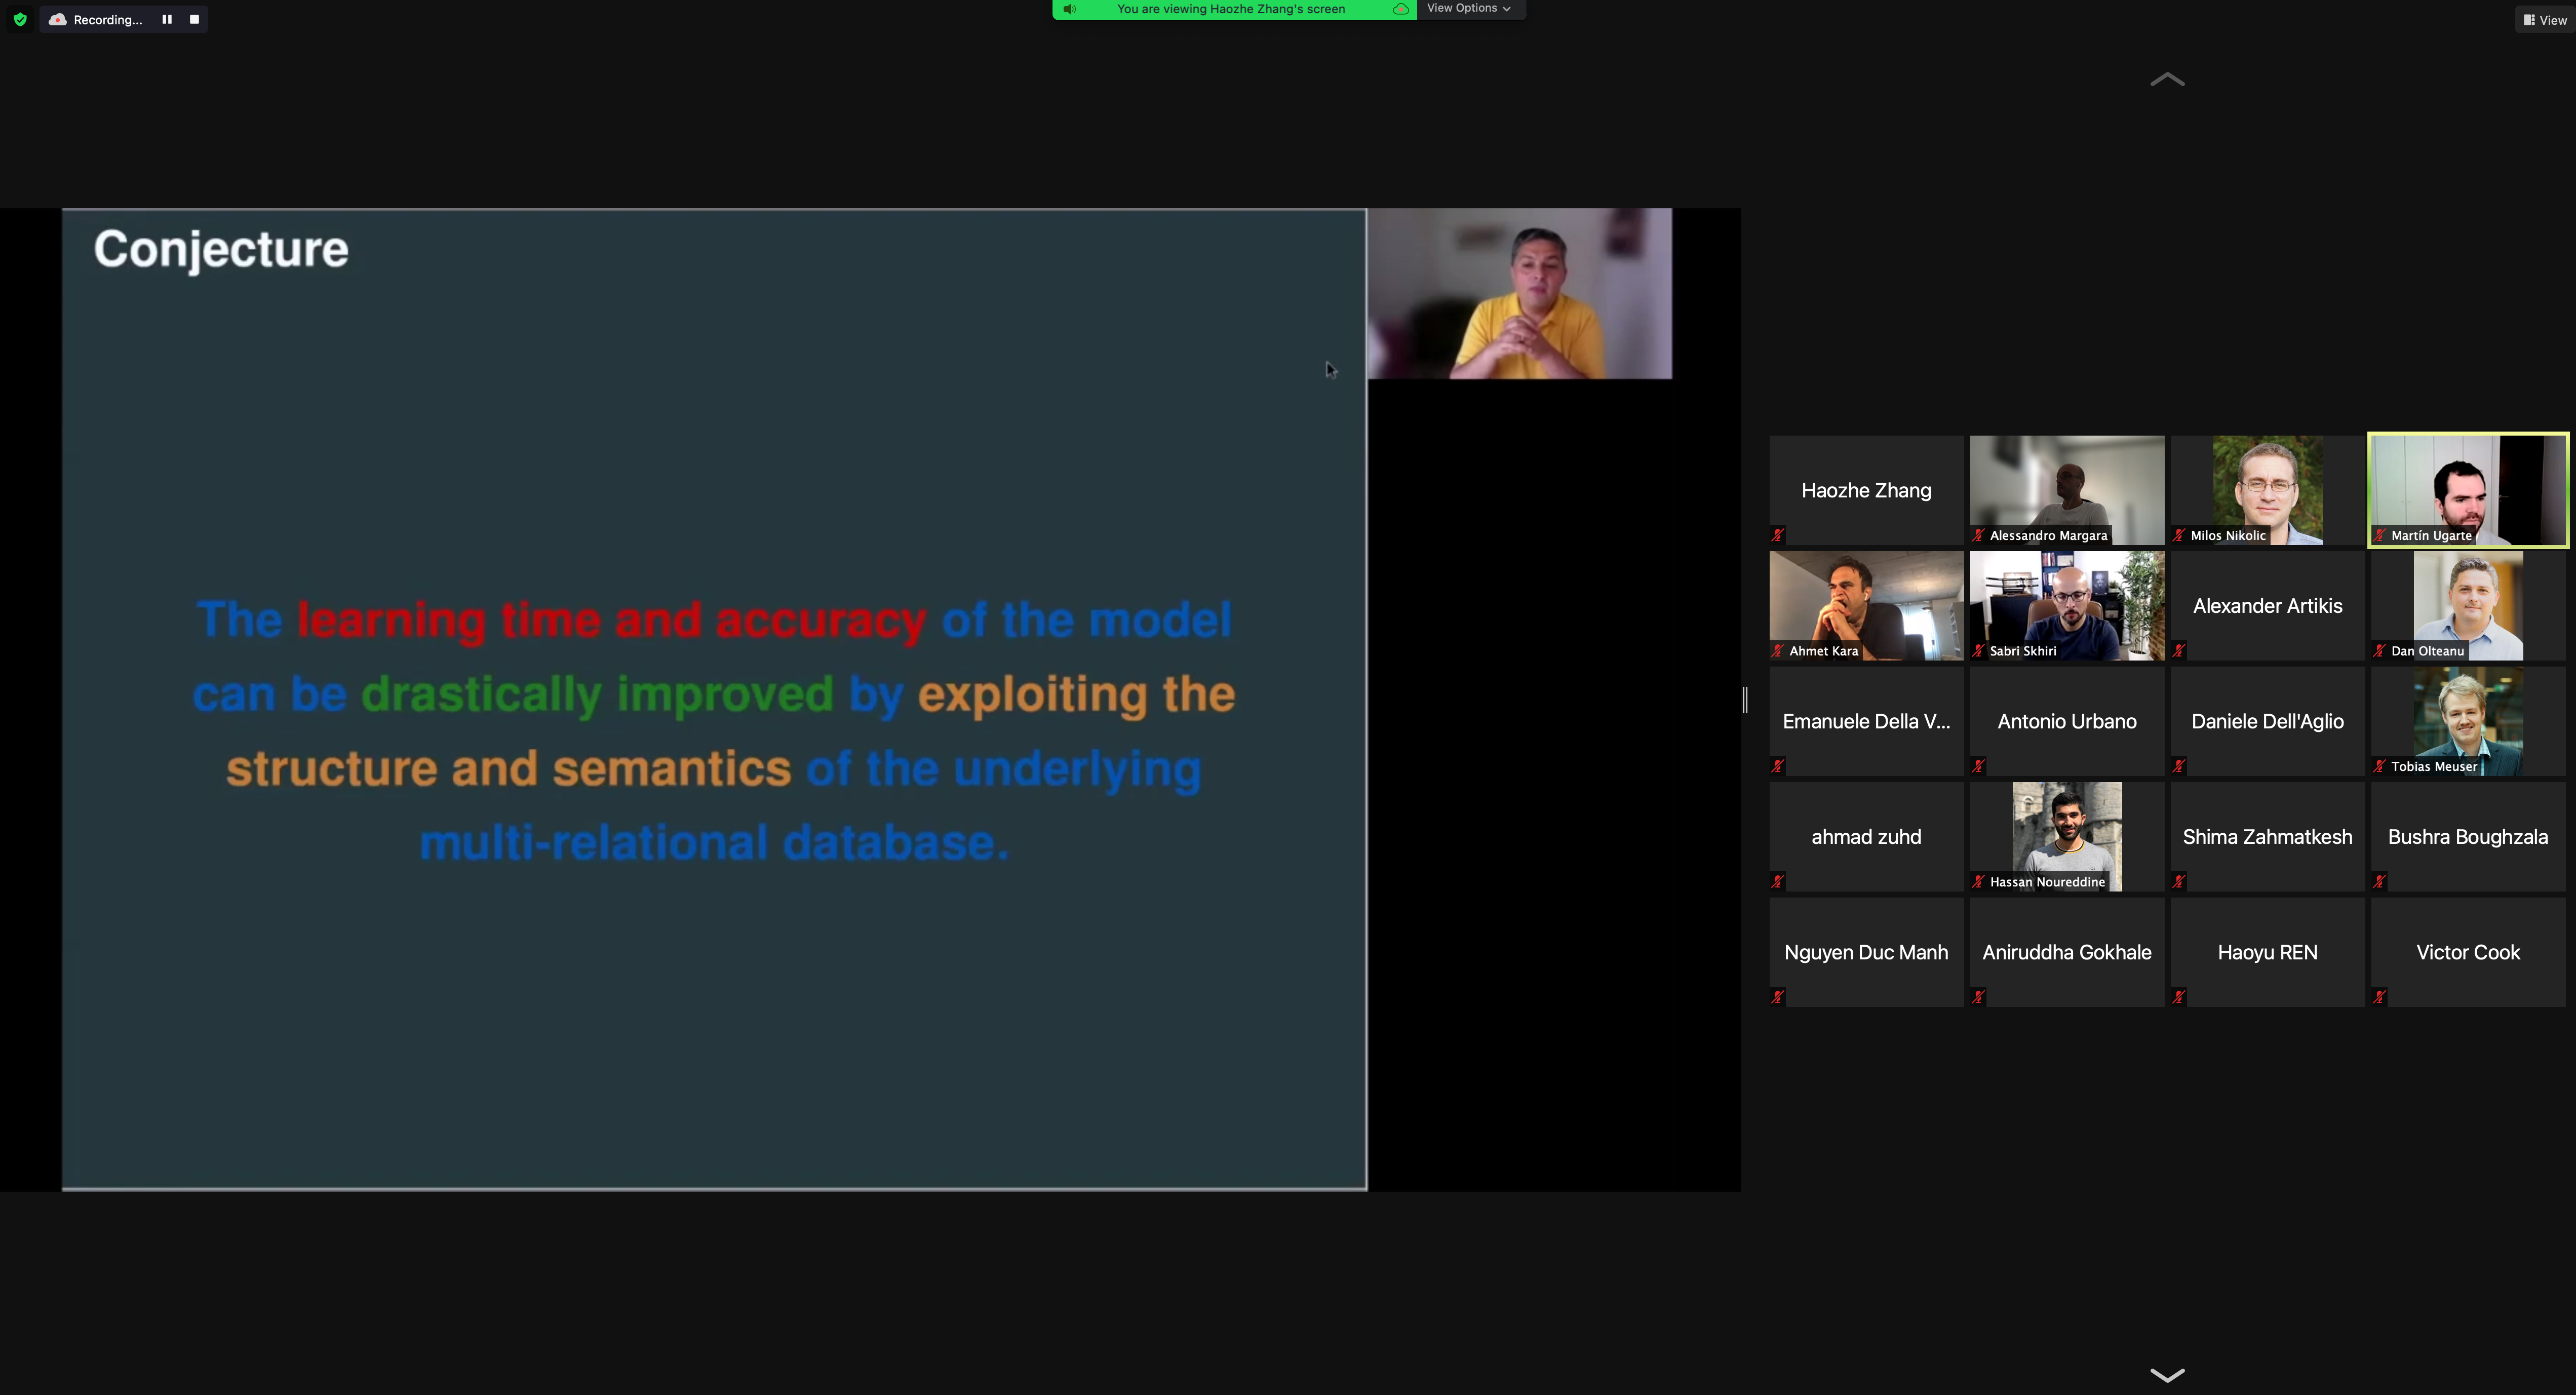 Recording...
You are viewing Haozhe Zhang's screen
View Options
View
Conjecture
The learning time and accuracy of the model
can be drastically improved by exploiting the
structure and semantics of the underlying
multi-relational database.
Haozhe Zhang
Alessandro Margara
Milos Nikolic
Martín Ugarte
Ahmet Kara
Sabri Skhiri
Alexander Artikis
Dan Olteanu
Emanuele Della V...
Antonio Urbano
Daniele Dell'Aglio
Tobias Meuser
ahmad zuhd
Hassan Noureddine
Shima Zahmatkesh
Bushra Boughzala
Nguyen Duc Manh
Aniruddha Gokhale
Haoyu REN
Victor Cook